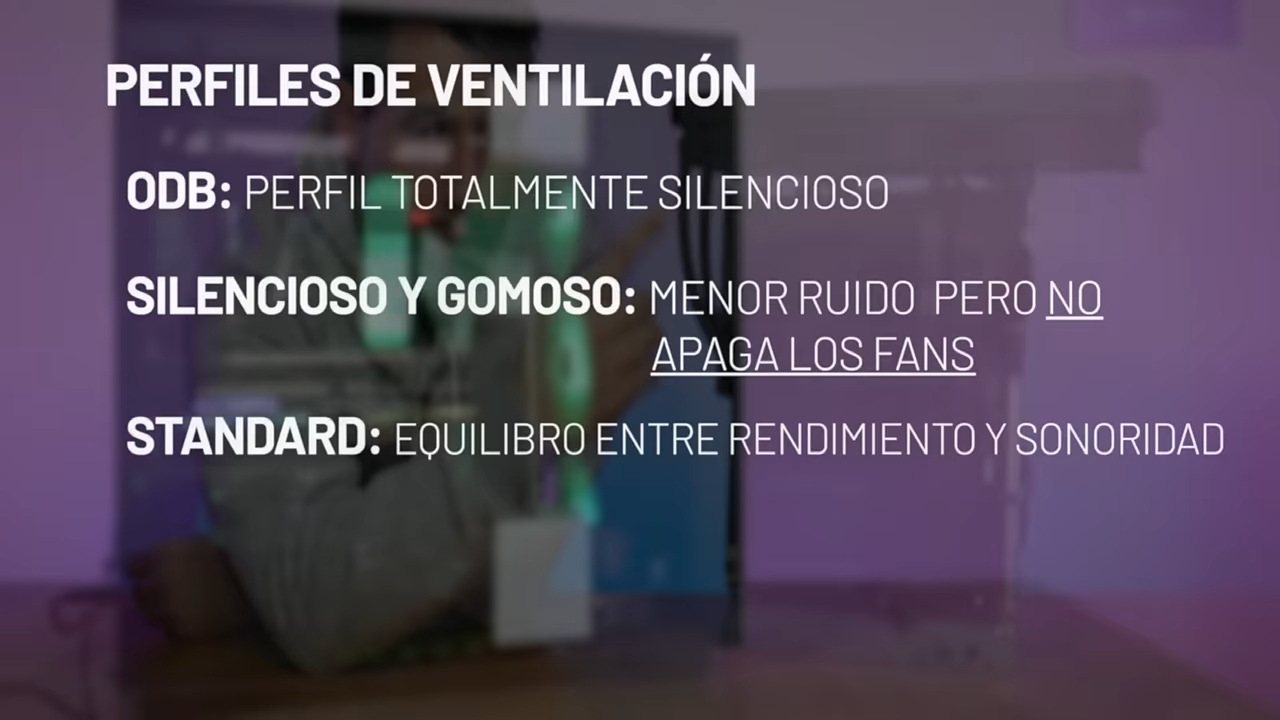 PERFILES DE VENTILACIÓN
ODB: PERFIL TOTALMENTE SILENCIOSO
SILENCIOSO Y GOMOSO: MENOR RUIDO PERO NO
APAGA LOS FANS
STANDARD: EQUILIBRO ENTRE RENDIMIENTO Y SONORIDAD